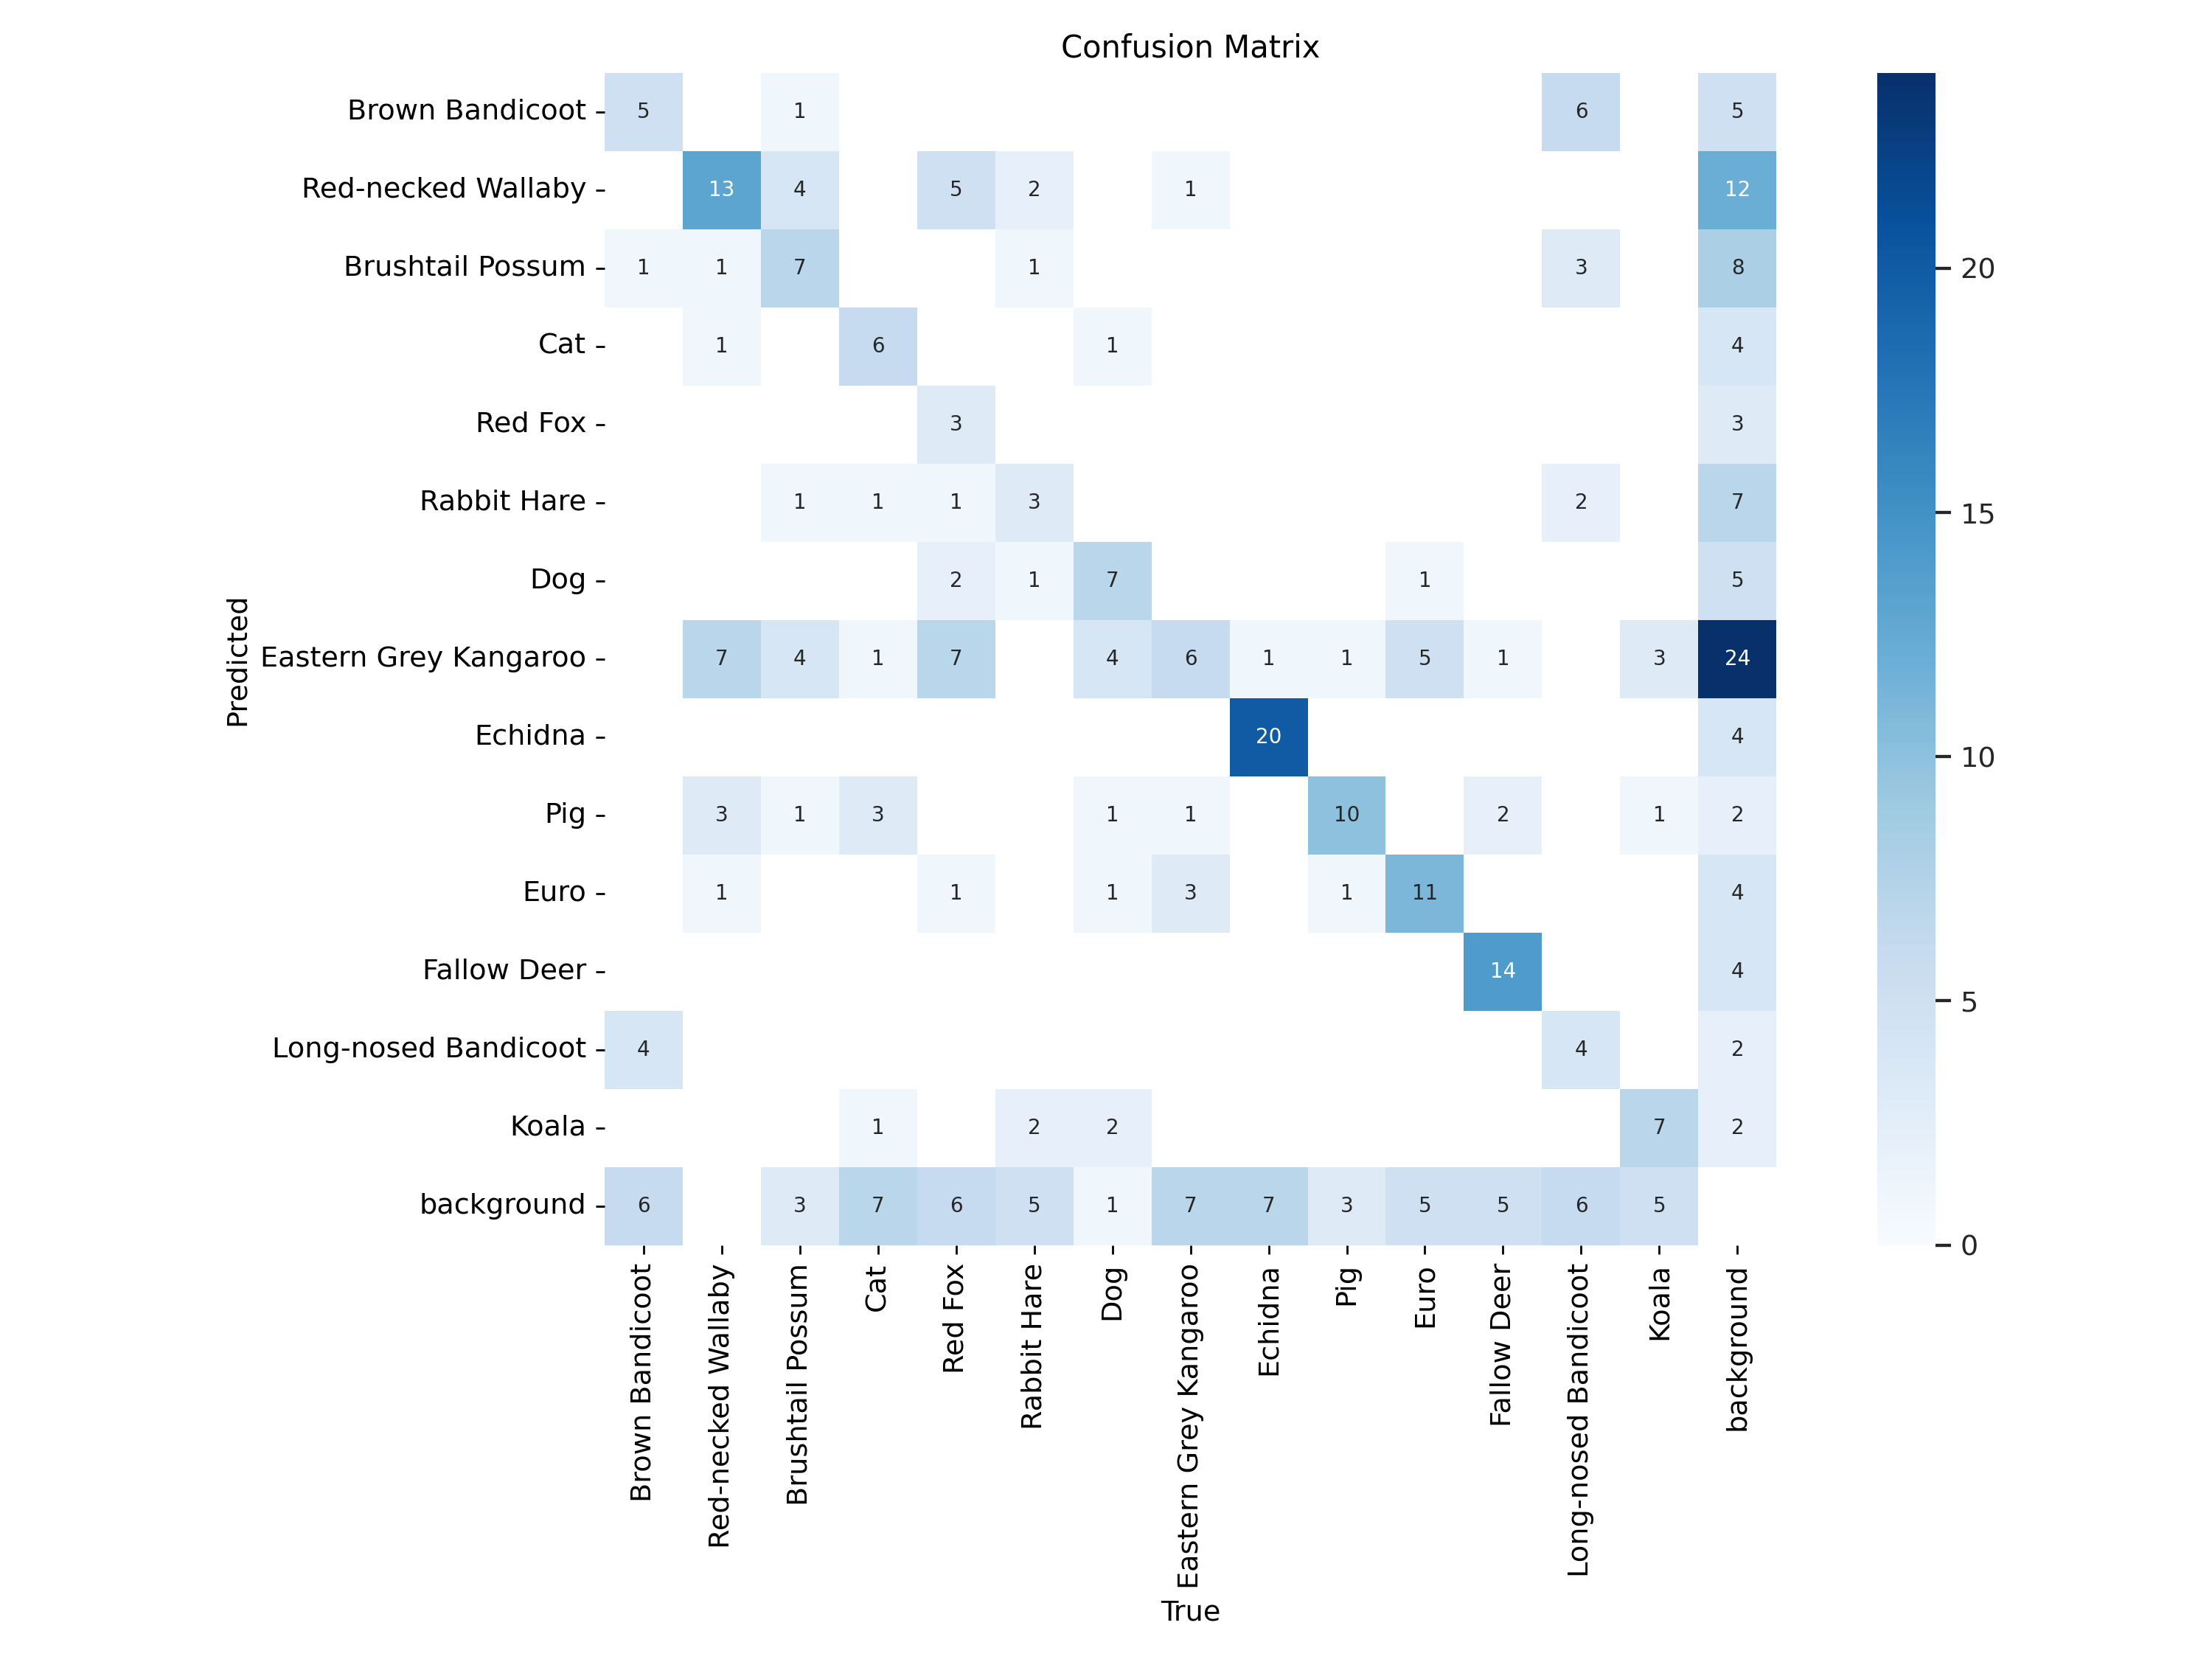 Confusion Matrix
Brown Bandicoot 5 1 6 5
Red-necked Wallaby 13 4 5 2 1 12
Brushtail Possum 1 1 7 1 3 8
Cat 1 6 1 4
Red Fox 3 3
Rabbit Hare 1 1 1 3 2 7
Dog 2 1 7 1 5
Eastern Grey Kangaroo 7 4 1 7 4 6 1 1 5 1 3 24
Echidna 20 4
Pig 3 1 3 1 1 10 2 1 2
Euro 1 1 1 3 1 11 4
Fallow Deer 14 4
Long-nosed Bandicoot 4 4 2
Koala 1 2 2 7 2
background 6 3 7 6 5 1 7 7 3 5 5 6 5
Predicted
Brown Bandicoot
Red-necked Wallaby
Brushtail Possum
Cat
Red Fox
Rabbit Hare
Dog
Eastern Grey Kangaroo
Echidna
Pig
Euro
Fallow Deer
Long-nosed Bandicoot
Koala
background
True
20
15
10
5
0